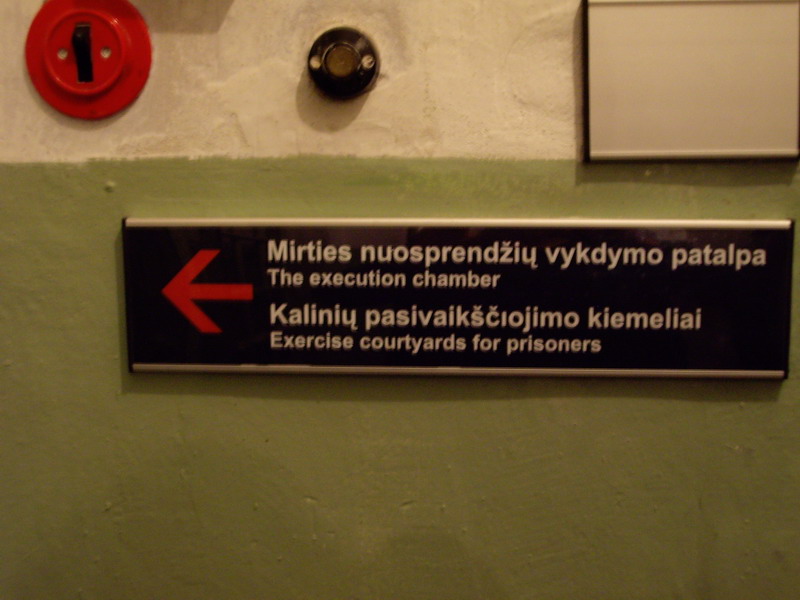 Mirties nuosprendžių vykdymo patalpa
The execution chamber
Kalinių pasivaikščiojimo kiemeliai
Exercise courtyards for prisoners